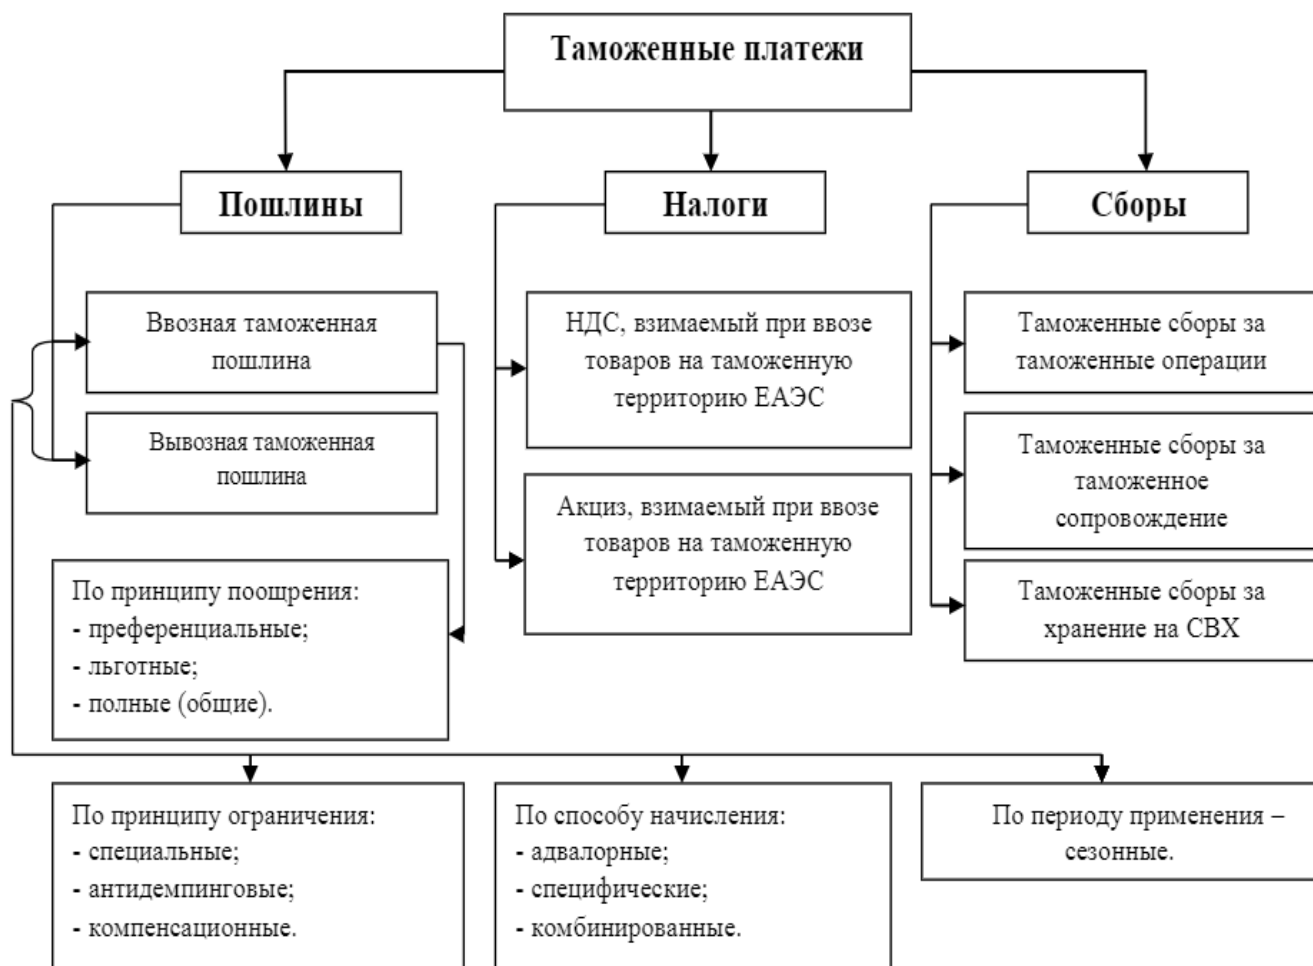 Таможенные платежи
Пошлины
Налоги
Сборы
Ввозная таможенная
пошлина
Вывозная таможенная
пошлина
По принципу поощрения:
- преференциальные;
- льготные;
- полные (общие).
НДС, взимаемый при ввозе
товаров на таможенную
территорию ЕАЭС
Акциз, взимаемый при ввозе
товаров на таможенную
территорию ЕАЭС
Таможенные сборы за
таможенные операции
Таможенные сборы за
таможенное
сопровождение
Таможенные сборы за
хранение на СВХ
По принципу ограничения:
- специальные;
- антидемпинговые;
- компенсационные.
По способу начисления:
- адвалорные;
- специфические;
- комбинированные.
По периоду применения –
сезонные.